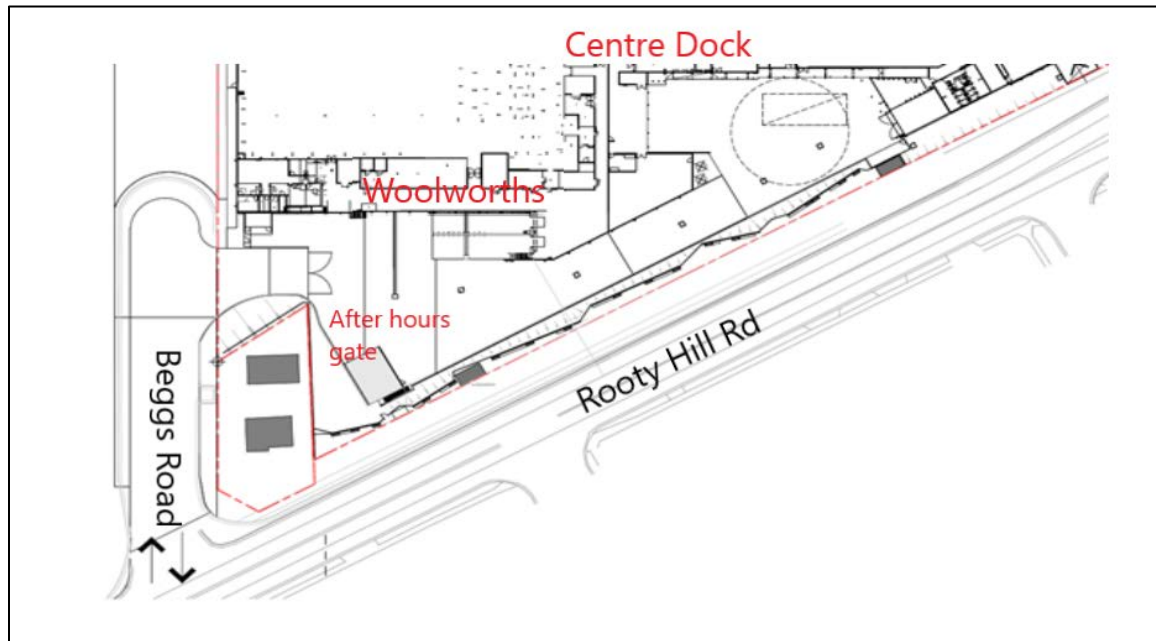 Centre Dock
Woolworths
After hours
gate
Beggs Road
Rooty Hill Rd